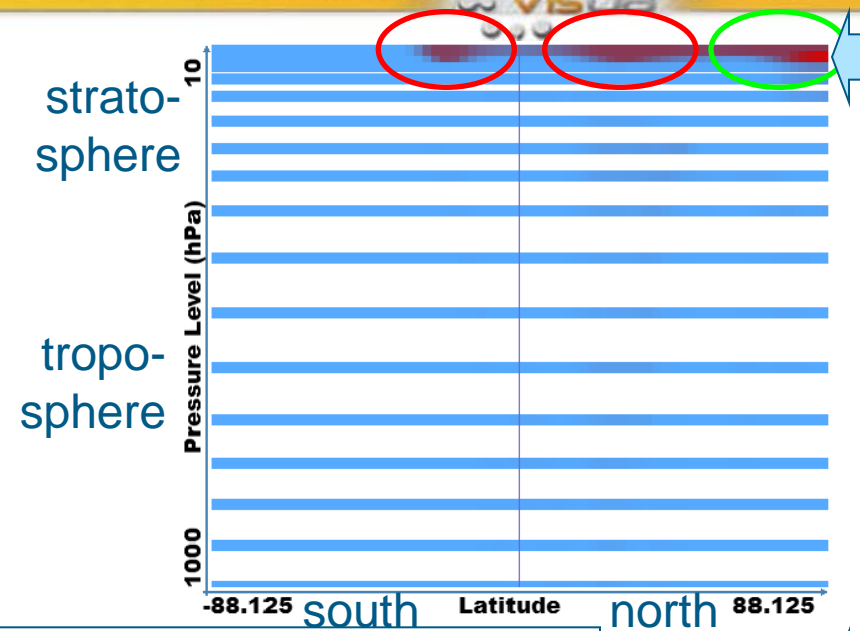 10
strato-
sphere
Pressure Level (hPa)
tropo-
sphere
1000
-88.125 south Latitude north 88.125